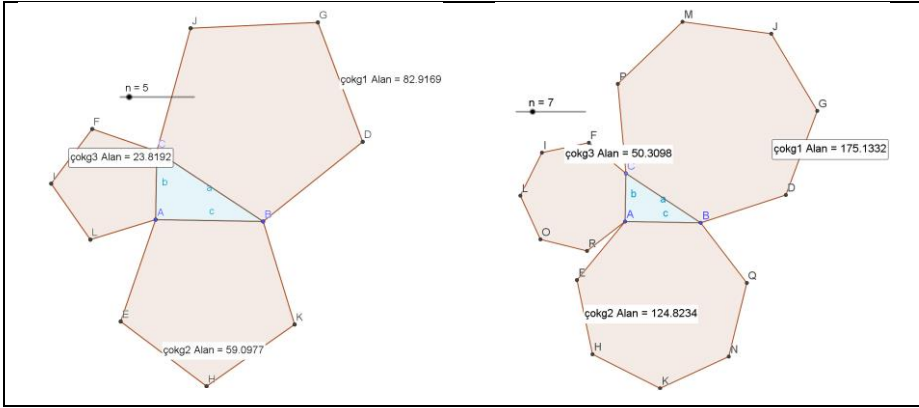 J
G
n = 5
çokg1 Alan = 82.9169
F
C
D
çokg3 Alan = 23.8192
b
a
A
c
B
L
E
K
çokg2 Alan = 59.0977
H
M
J
P
n = 7
G
F
I
çokg3 Alan = 50.3098
çokg1 Alan = 175.1332
C
L
b
a
D
A
c
B
O
R
E
Q
çokg2 Alan = 124.8234
H
N
K